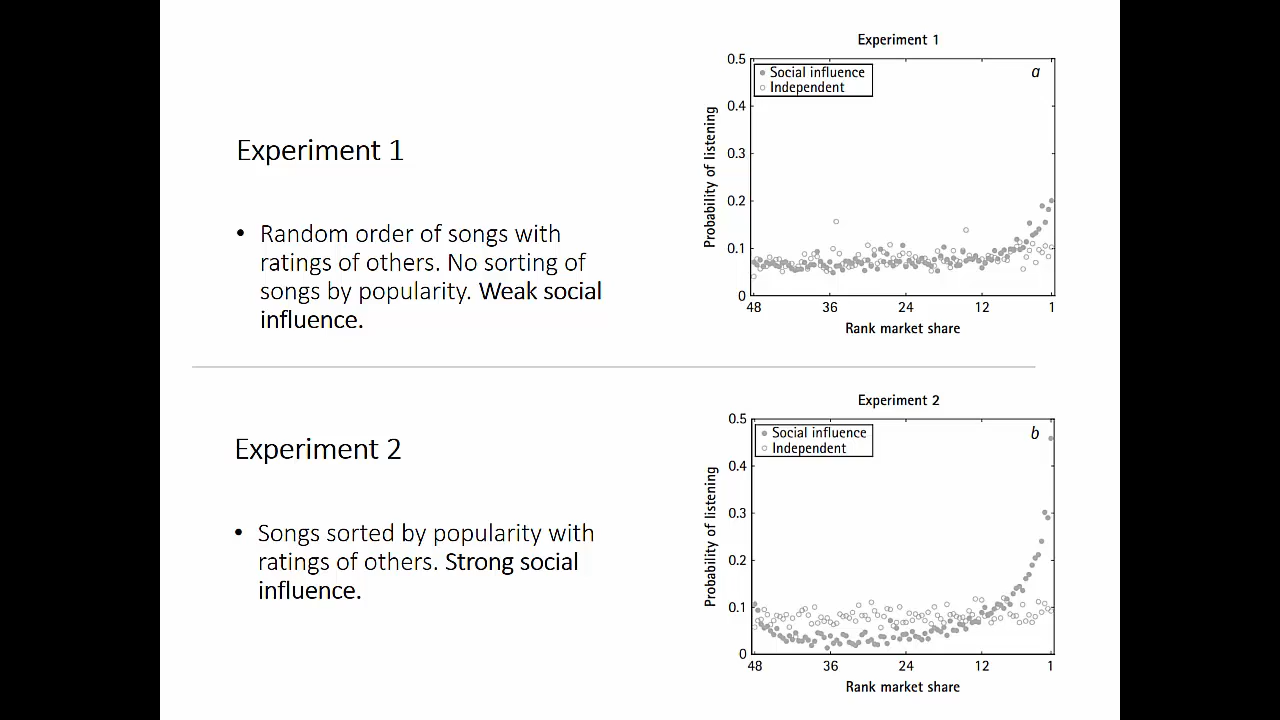 Experiment 1
• Random order of songs with
ratings of others. No sorting of
songs by popularity. Weak social
influence.
Experiment 1
a
Social influence
Independent
Probability of listening
0.5
0.4
0.3
0.2
0.1
0
48 36 24 12 1
Rank market share
Experiment 2
• Songs sorted by popularity with
ratings of others. Strong social
influence.
Experiment 2
b
Social influence
Independent
Probability of listening
0.5
0.4
0.3
0.2
0.1
0
48 36 24 12 1
Rank market share